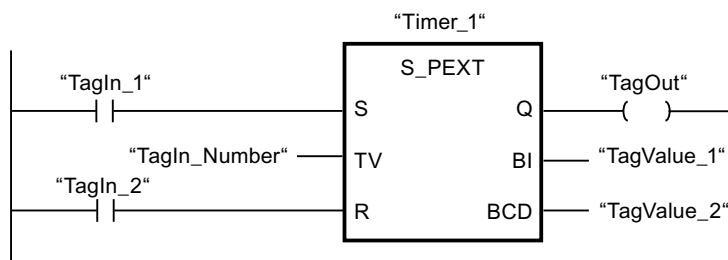 “Timer_1“
S_PEXT
“TagIn_1“ S Q “TagOut“
“TagIn_Number“ TV BI “TagValue_1“
“TagIn_2“ R BCD “TagValue_2“